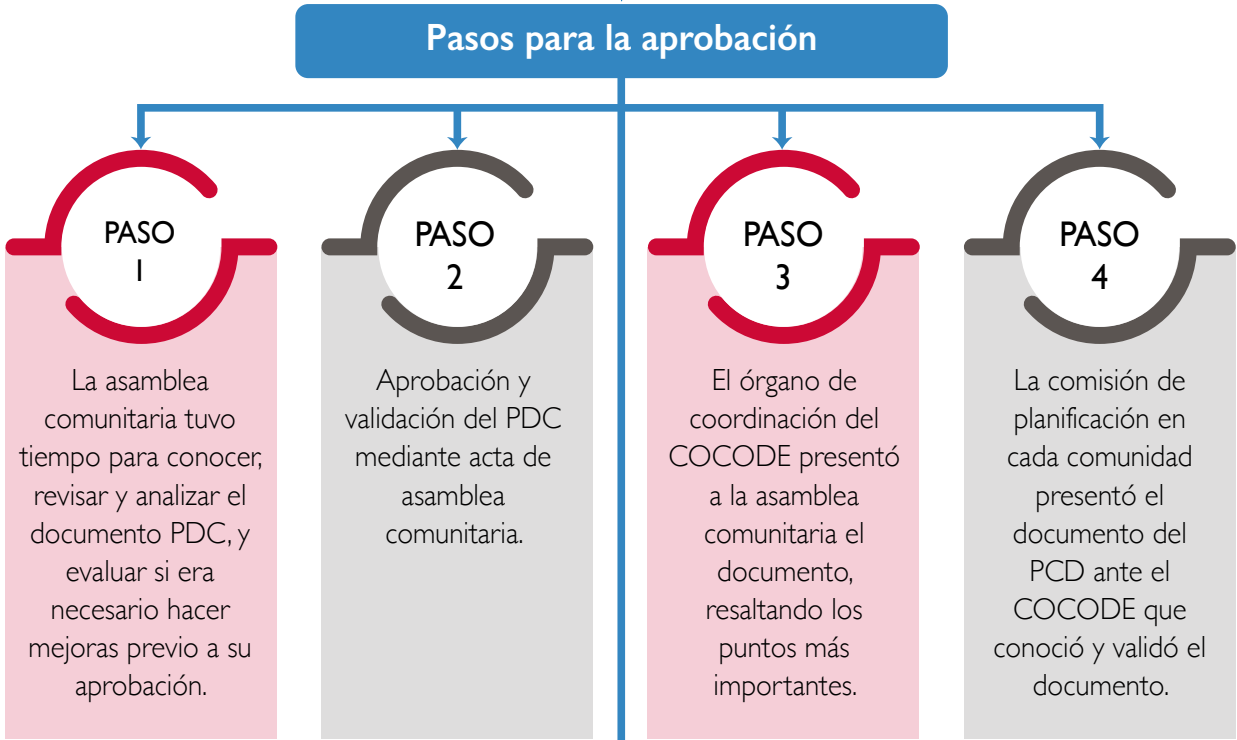 Pasos para la aprobación
PASO
1
La asamblea
comunitaria tuvo
tiempo para conocer,
revisar y analizar el
documento PDC, y
evaluar si era
necesario hacer
mejoras previo a su
aprobación.
PASO
2
Aprobación y
validación del PDC
mediante acta de
asamblea
comunitaria.
PASO
3
El órgano de
coordinación del
COCODE presentó
a la asamblea
comunitaria el
documento,
resaltando los
puntos más
importantes.
PASO
4
La comisión de
planificación en
cada comunidad
presentó el
documento del
PCD ante el
COCODE que
conoció y validó el
documento.